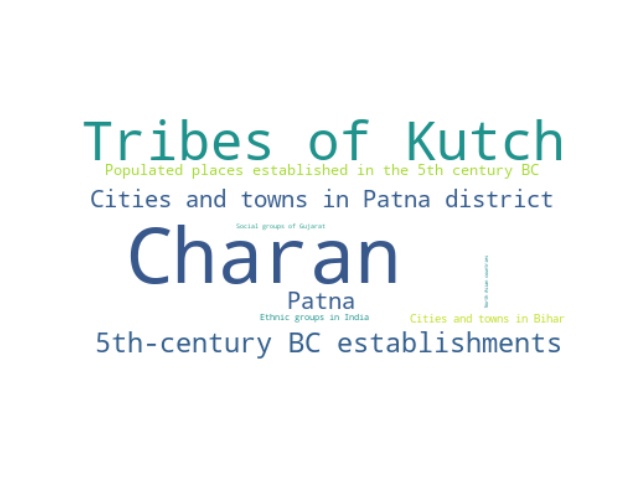 Tribes of Kutch
Populated places established in the 5th century BC
Cities and towns in Patna district
Social groups of Gujarat
Charan
North Asian countries
Patna
Ethnic groups in India
Cities and towns in Bihar
5th-century BC establishments